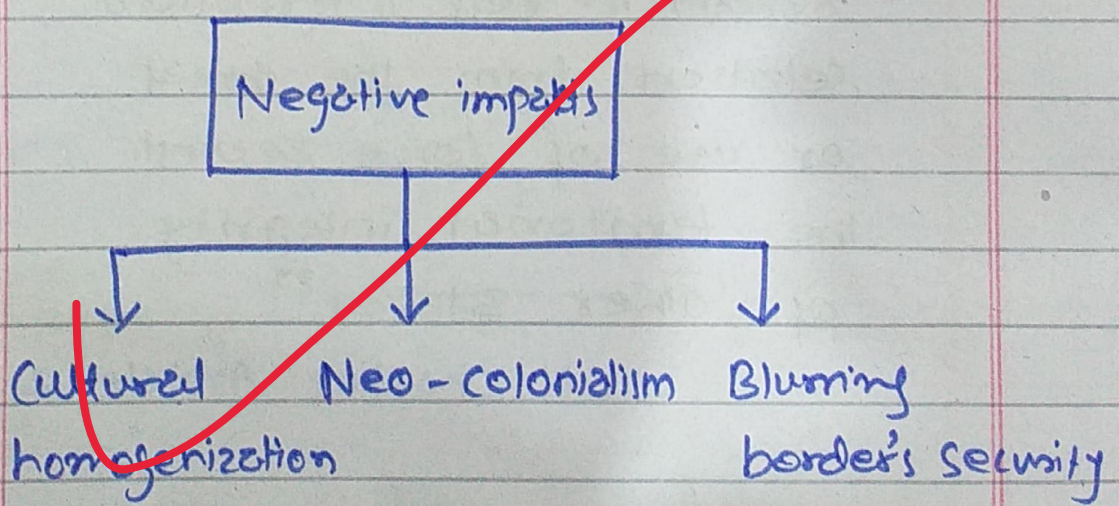 Negative impacts
Cultural Neo-colonialism Blurring
homogenization border's security